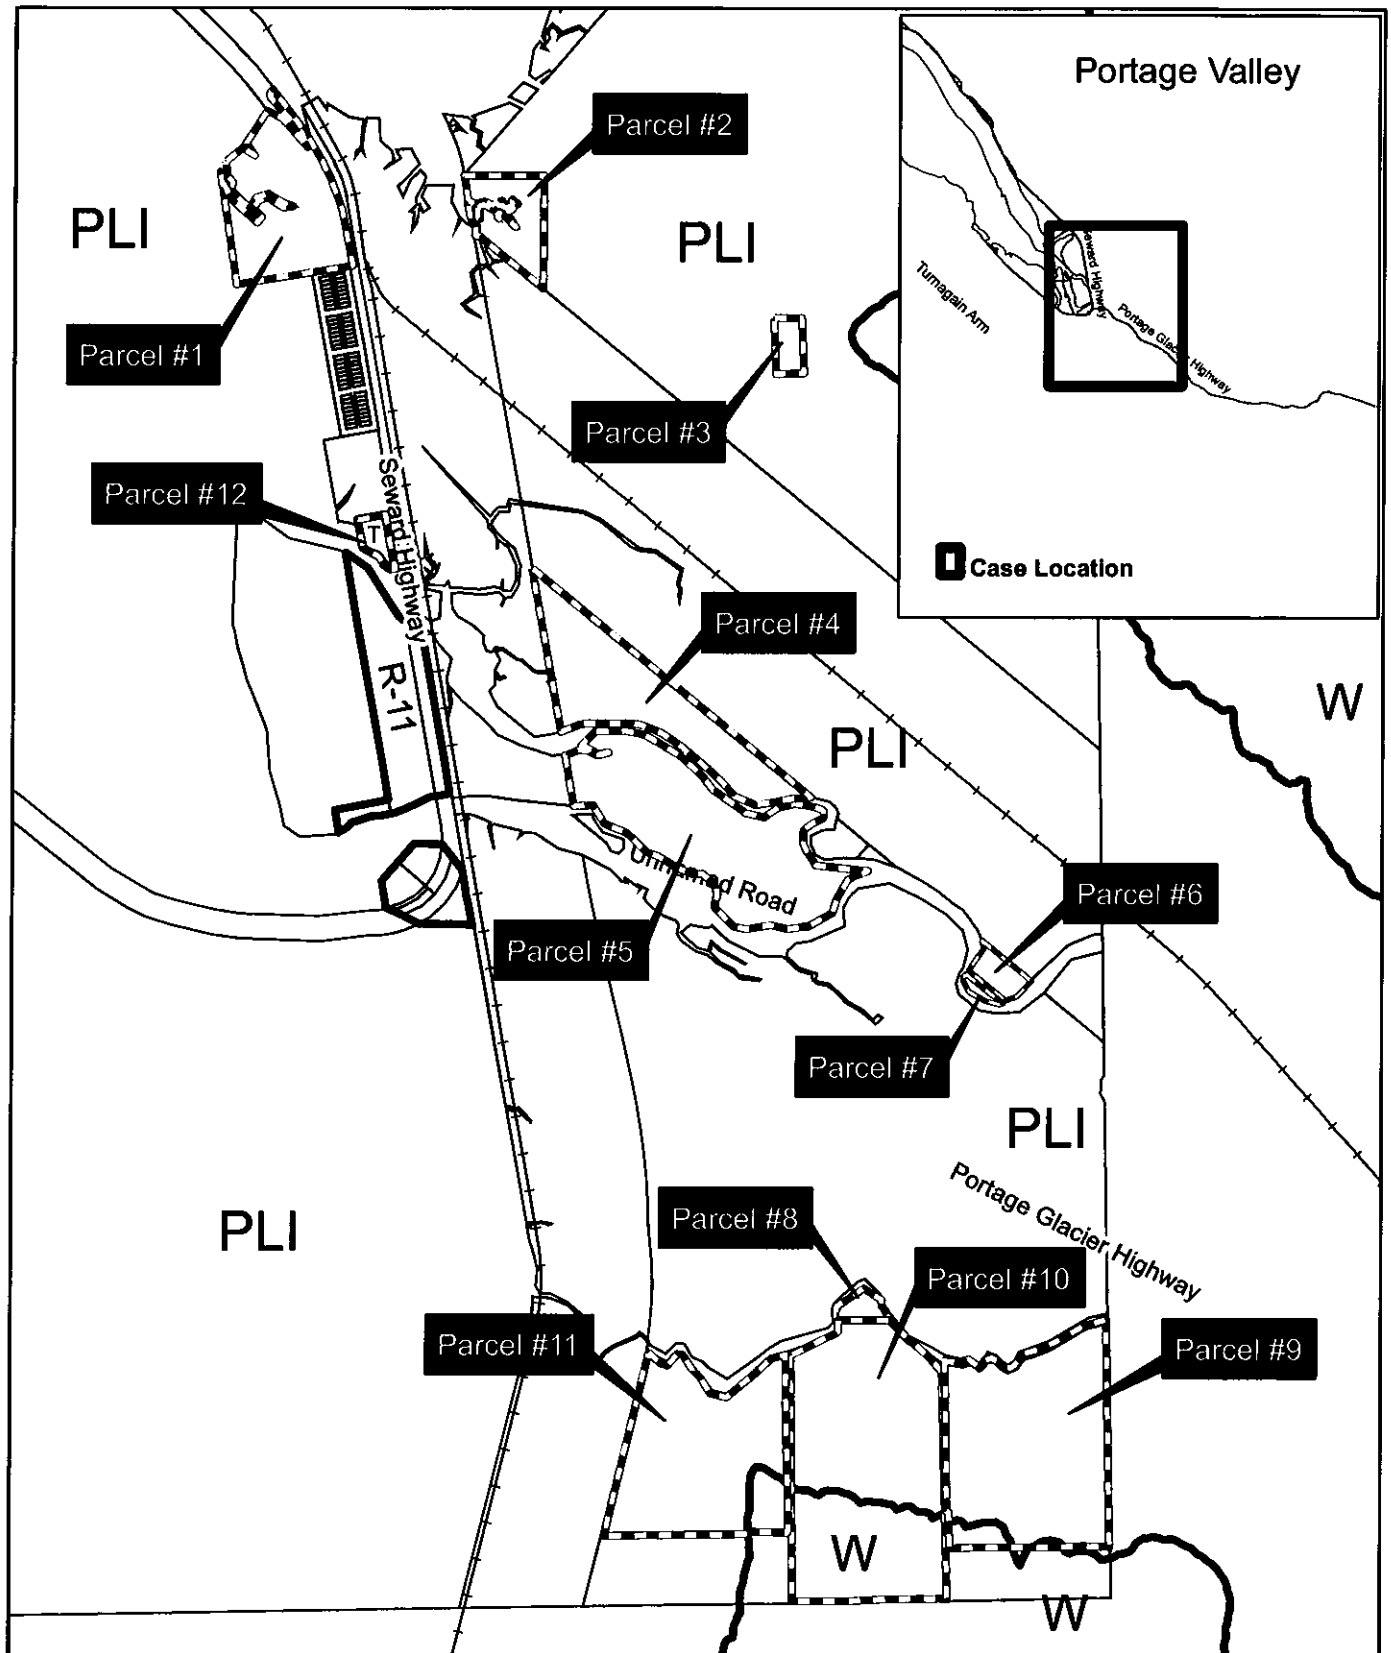 Portage Valley
Parcel #2
PLI
PLI
Seward Highway
Turnagain Arm
Portage Glacier Highway
Parcel #1
Parcel #3
Parcel #12
T
Seward Highway
Case Location
Parcel #4
R-11
W
PLI
Unnamed Road
Parcel #6
Parcel #5
Parcel #7
PLI
Portage Glacier Highway
PLI
Parcel #8
Parcel #10
Parcel #11
Parcel #9
W
W